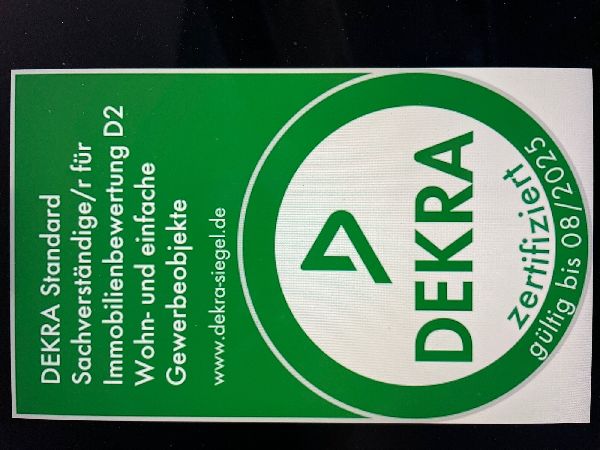 DEKRA Standard
Sachverständige/r für
Immobilienbewertung D2
Wohn- und einfache
Gewerbeobjekte
www.dekra-siegel.de
DEKRA
zertifiziert
gültig bis 08/2025